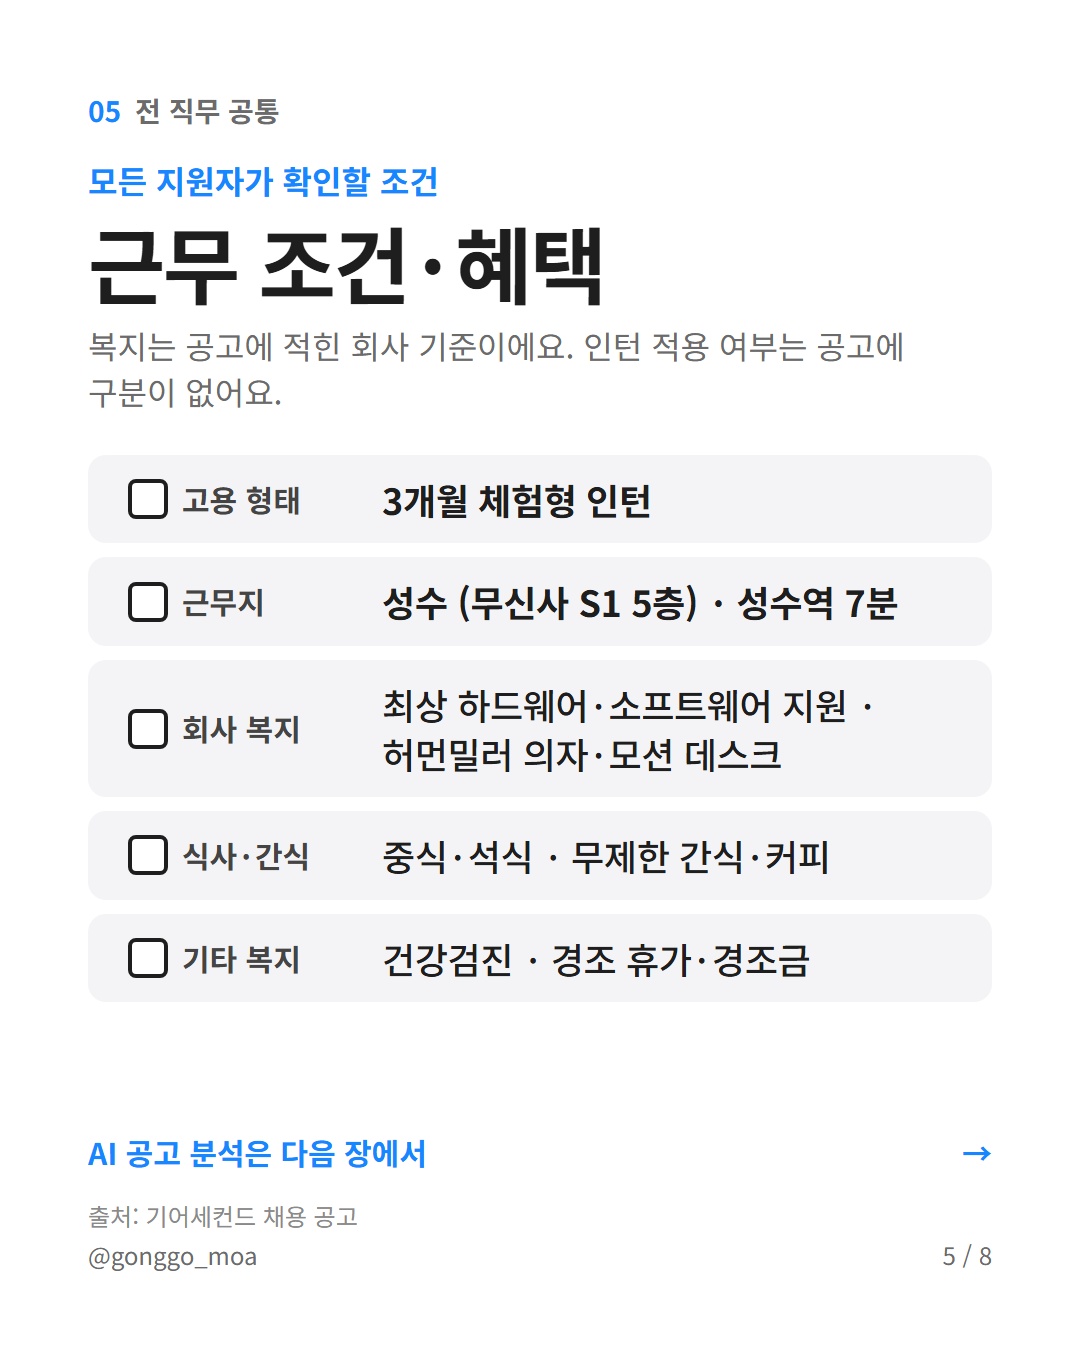 05 전 직무 공통
모든 지원자가 확인할 조건
근무 조건·혜택
복지는 공고에 적힌 회사 기준이에요. 인턴 적용 여부는 공고에
구분이 없어요.
고용 형태 3개월 체험형 인턴
근무지 성수 (무신사 S1 5층) · 성수역 7분
회사 복지 최상 하드웨어·소프트웨어 지원 ·
허먼밀러 의자·모션 데스크
식사·간식 중식·석식 · 무제한 간식·커피
기타 복지 건강검진 · 경조 휴가·경조금
AI 공고 분석은 다음 장에서 →
출처: 기어세컨드 채용 공고
@gonggo_moa 5 / 8